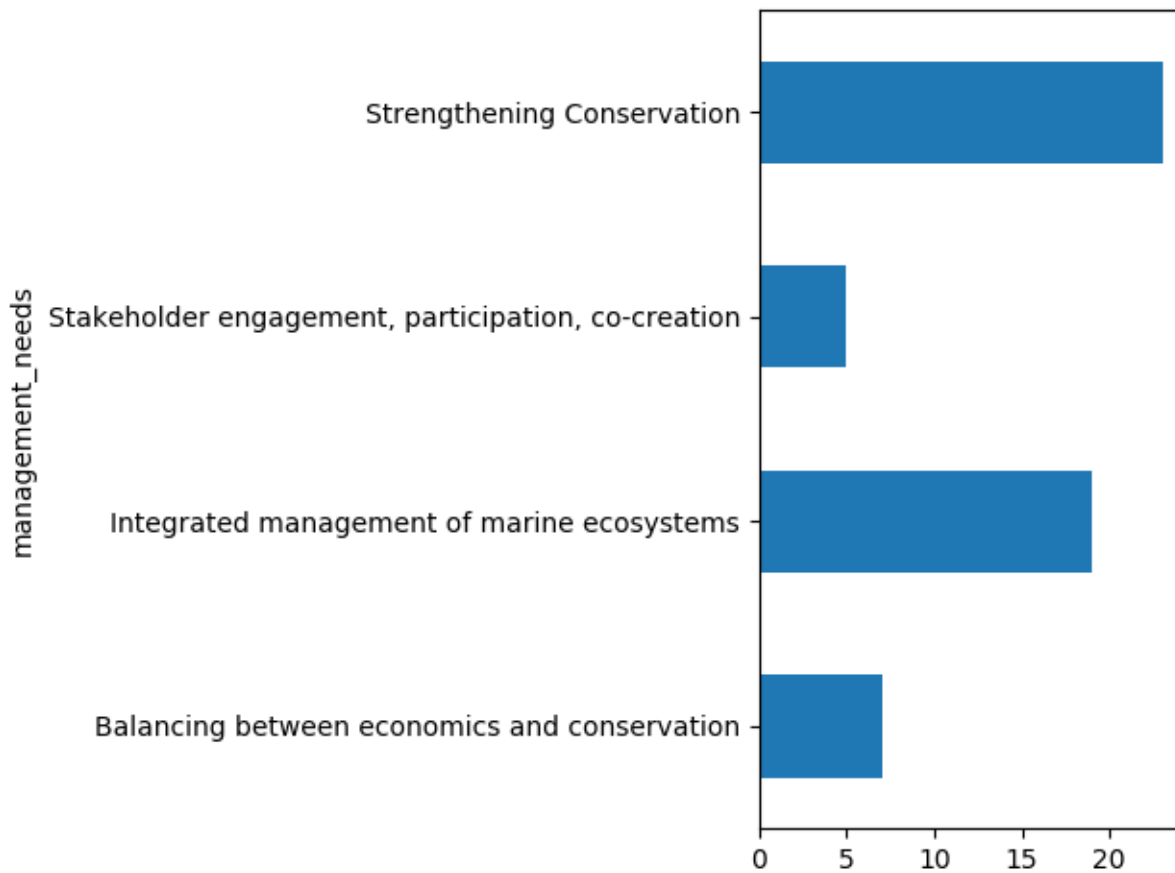 Strengthening Conservation
Stakeholder engagement, participation, co-creation
management_needs
Integrated management of marine ecosystems
Balancing between economics and conservation
0 5 10 15 20